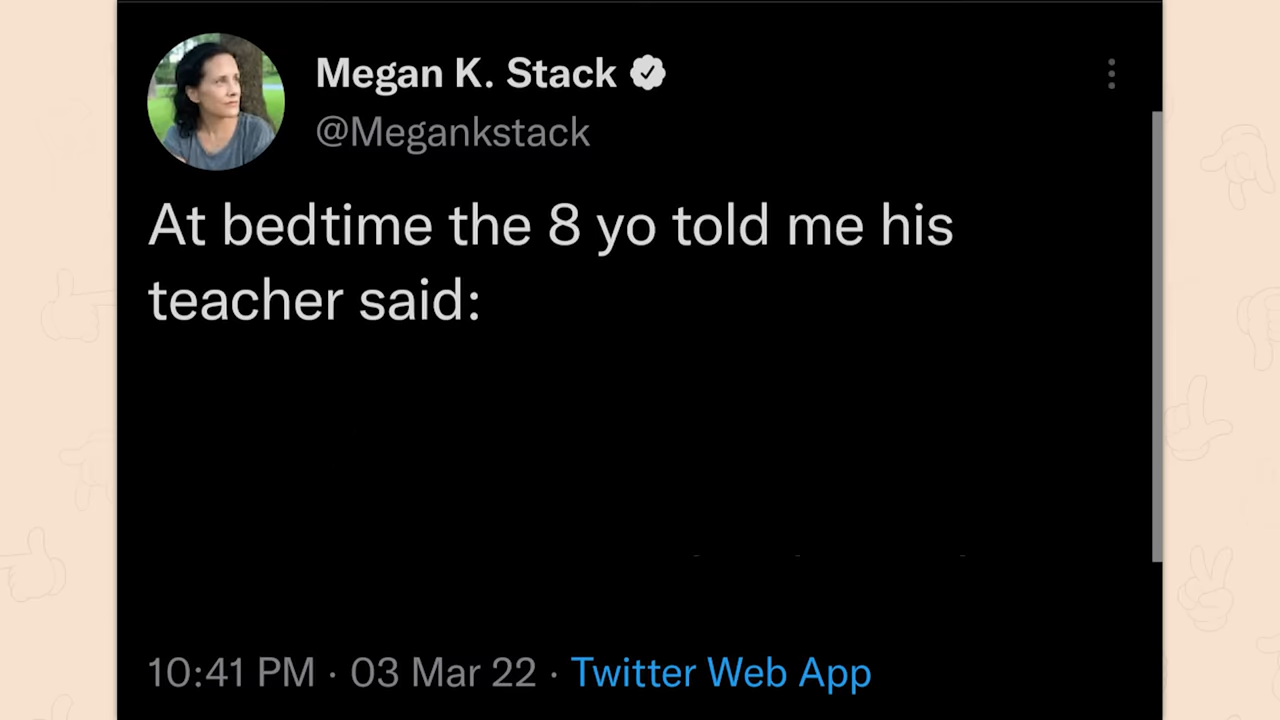 Megan K. Stack
@Megankstack
At bedtime the 8 yo told me his
teacher said:
10:41 PM · 03 Mar 22 · Twitter Web App